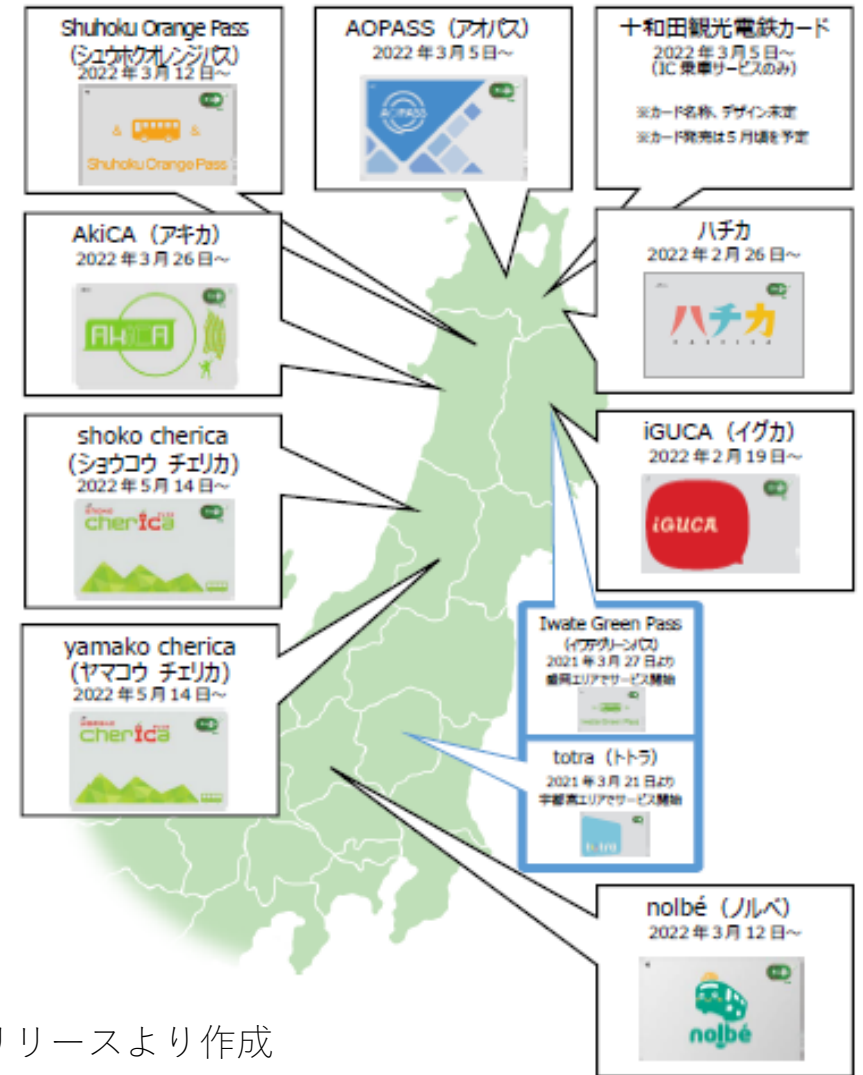 Shuhoku Orange Pass
(シュウホクオレンジパス)
2022年3月12日～
&
&
Shuhoku Orange Pass
AOPASS（アオパス）
2022年3月5日～
AOPASS
十和田観光電鉄カード
2022年3月5日～
(IC乗車サービスのみ)
※カード名称、デザイン未定
※カード発売は5月頃を予定
AkiCA（アキカ）
2022年3月26日～
AkiCA
ハチカ
2022年2月26日～
ハチカ
HACHICA
shoko cherica
(ショウコウ チェリカ)
2022年5月14日～
cherica
iGUCA（イグカ）
2022年2月19日～
iGUCA
yamako cherica
(ヤマコウ チェリカ)
2022年5月14日～
cherica
Iwate Green Pass
(イワテグリーンパス)
2021年3月27日より
盛岡エリアでサービス開始
Iwate Green Pass
totra（トトラ）
2021年3月21日より
宇都宮エリアでサービス開始
totra
nolbé（ノルベ）
2022年3月12日～
nolbé
リリースより作成